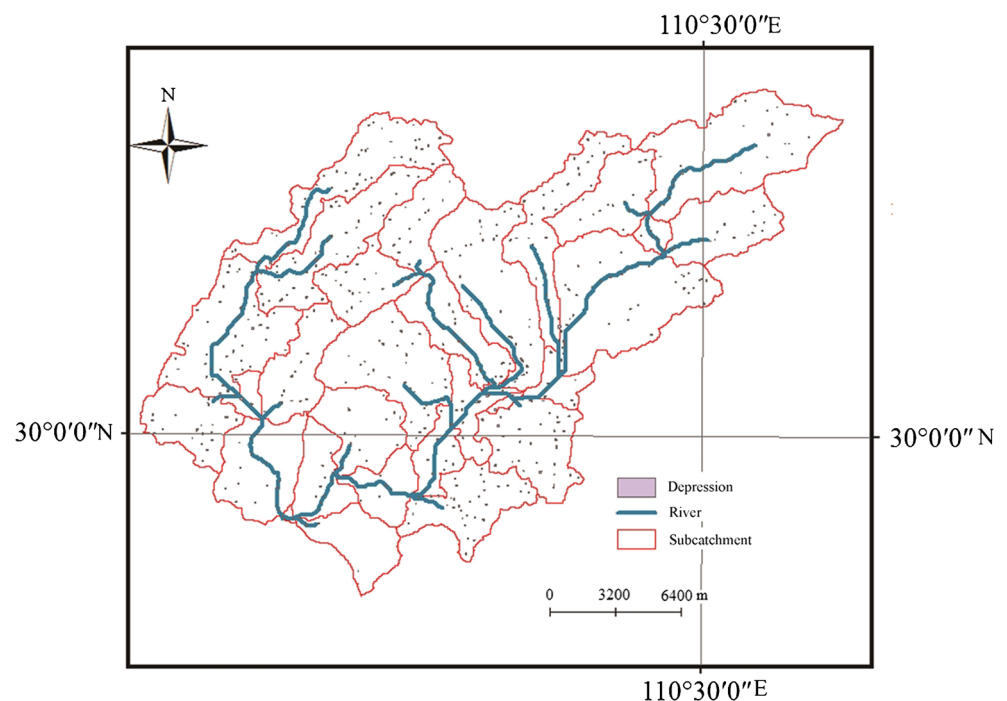 110°30′0″E
N
30°0′0″N
30°0′0″ N
Depression
River
Subcatchment
0 3200 6400 m
110°30′0″E